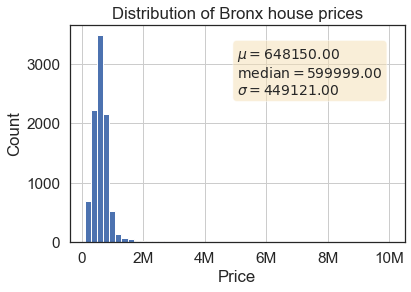 Distribution of Bronx house prices
μ = 648150.00
median = 599999.00
σ = 449121.00
3000
2000
1000
0
Count
0 2M 4M 6M 8M 10M
Price